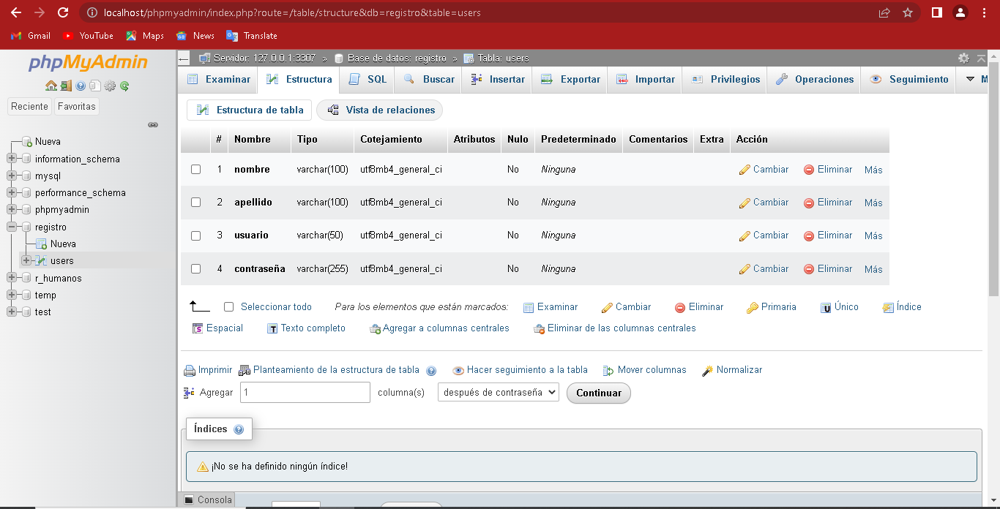 localhost/phpmyadmin/index.php?route=/table/structure&db=registro&table=users
Gmail YouTube Maps News Translate
phpMyAdmin
Reciente Favoritas
Nueva
information_schema
mysql
performance_schema
phpmyadmin
registro
Nueva
users
r_humanos
temp
test
Servidor: 127.0.0.1:3307 » Base de datos: registro » Tabla: users
Examinar Estructura SQL Buscar Insertar Exportar Importar Privilegios Operaciones Seguimiento M
Estructura de tabla Vista de relaciones
# Nombre Tipo Cotejamiento Atributos Nulo Predeterminado Comentarios Extra Acción
1 nombre varchar(100) utf8mb4_general_ci No Ninguna Cambiar Eliminar Más
2 apellido varchar(100) utf8mb4_general_ci No Ninguna Cambiar Eliminar Más
3 usuario varchar(50) utf8mb4_general_ci No Ninguna Cambiar Eliminar Más
4 contraseña varchar(255) utf8mb4_general_ci No Ninguna Cambiar Eliminar Más
Seleccionar todo Para los elementos que están marcados: Examinar Cambiar Eliminar Primaria Único Índice
Espacial Texto completo Agregar a columnas centrales Eliminar de las columnas centrales
Imprimir Planteamiento de la estructura de tabla Hacer seguimiento a la tabla Mover columnas Normalizar
Agregar 1 columna(s) después de contraseña Continuar
Índices
¡No se ha definido ningún índice!
Consola